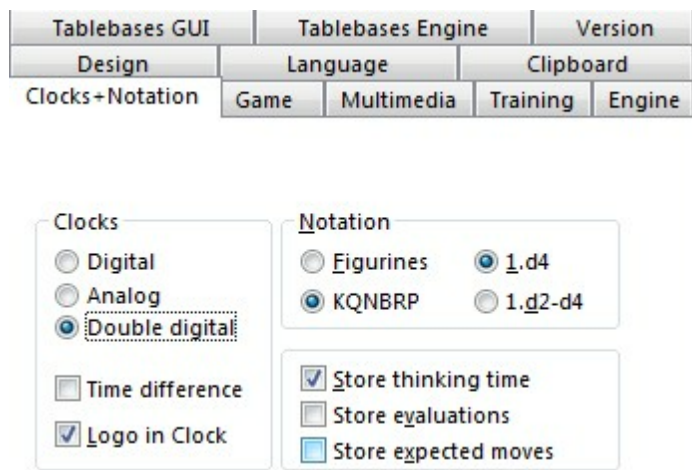 Tablebases GUI Tablebases Engine Version
Design Language Clipboard
Clocks+Notation Game Multimedia Training Engine
Clocks
Digital
Analog
Double digital
Time difference
Logo in Clock
Notation
Figurines 1.d4
KQNBRP 1.d2-d4
Store thinking time
Store evaluations
Store expected moves